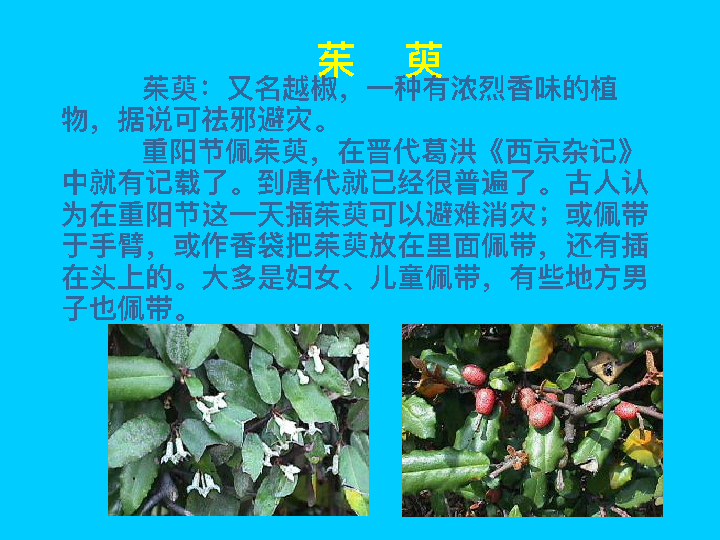 茱 萸
茱萸：又名越椒，一种有浓烈香味的植
物，据说可祛邪避灾。
重阳节佩茱萸，在晋代葛洪《西京杂记》
中就有记载了。到唐代就已经很普遍了。古人认
为在重阳节这一天插茱萸可以避难消灾；或佩带
于手臂，或作香袋把茱萸放在里面佩带，还有插
在头上的。大多是妇女、儿童佩带，有些地方男
子也佩带。